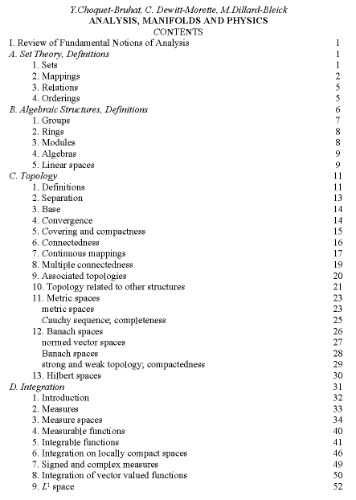 Y.Choquet-Bruhat, C. Dewitt-Morette, M.Dillard-Bleick
ANALYSIS, MANIFOLDS AND PHYSICS
CONTENTS
I. Review of Fundamental Notions of Analysis 1
A. Set Theory, Definitions 1
1. Sets 1
2. Mappings 2
3. Relations 5
4. Orderings 5
B. Algebraic Structures, Definitions 6
1. Groups 7
2. Rings 8
3. Modules 8
4. Algebras 9
5. Linear spaces 9
C. Topology 11
1. Definitions 11
2. Separation 13
3. Base 14
4. Convergence 14
5. Covering and compactness 15
6. Connectedness 16
7. Continuous mappings 17
8. Multiple connectedness 19
9. Associated topologies 20
10. Topology related to other structures 21
11. Metric spaces 23
metric spaces 23
Cauchy sequence; completeness 25
12. Banach spaces 26
normed vector spaces 27
Banach spaces 28
strong and weak topology; compactedness 29
13. Hilbert spaces 30
D. Integration 31
1. Introduction 32
2. Measures 33
3. Measure spaces 34
4. Measurable functions 40
5. Integrable functions 41
6. Integration on locally compact spaces 46
7. Signed and complex measures 49
8. Integration of vector valued functions 50
9. L¹ space 52